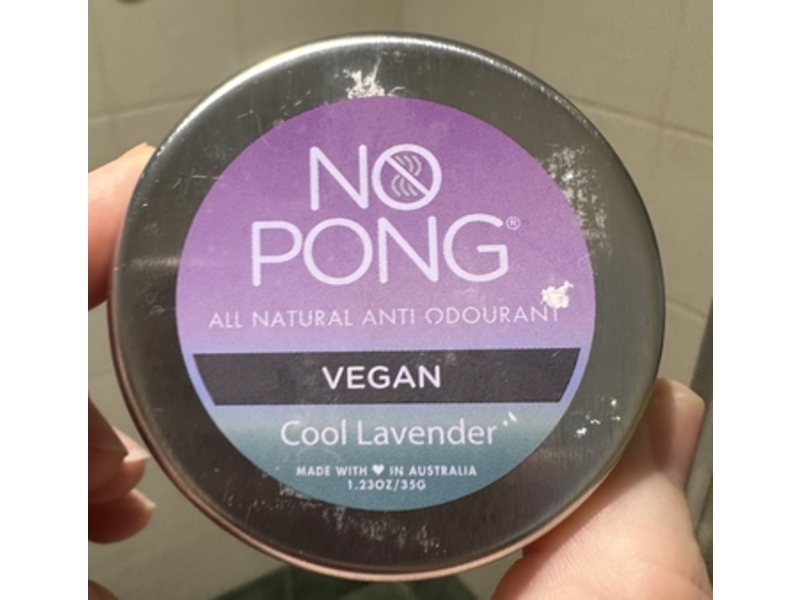 NO
PONG®
ALL NATURAL ANTI ODOURANT
VEGAN
Cool Lavender
MADE WITH ♥ IN AUSTRALIA
1.23OZ/35G